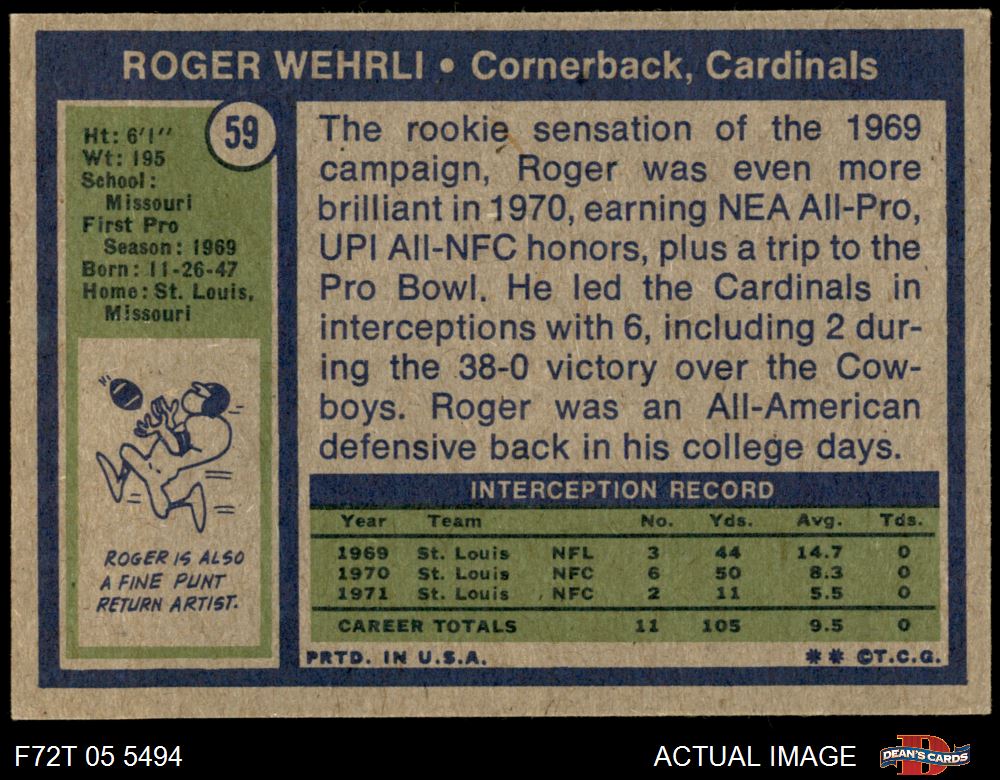 ROGER WEHRLI • Cornerback, Cardinals
59
Ht: 6'1"
Wt: 195
School:
Missouri
First Pro
Season: 1969
Born: 11-26-47
Home: St. Louis,
Missouri
ROGER IS ALSO
A FINE PUNT
RETURN ARTIST.
The rookie sensation of the 1969
campaign, Roger was even more
brilliant in 1970, earning NEA All-Pro,
UPI All-NFC honors, plus a trip to the
Pro Bowl. He led the Cardinals in
interceptions with 6, including 2 dur-
ing the 38-0 victory over the Cow-
boys. Roger was an All-American
defensive back in his college days.
INTERCEPTION RECORD
Year Team No. Yds. Avg. Tds.
1969 St. Louis NFL 3 44 14.7 0
1970 St. Louis NFC 6 50 8.3 0
1971 St. Louis NFC 2 11 5.5 0
CAREER TOTALS 11 105 9.5 0
PRTD. IN U.S.A. ** ©T.C.G.
F72T 05 5494 ACTUAL IMAGE D DEAN'S CARDS